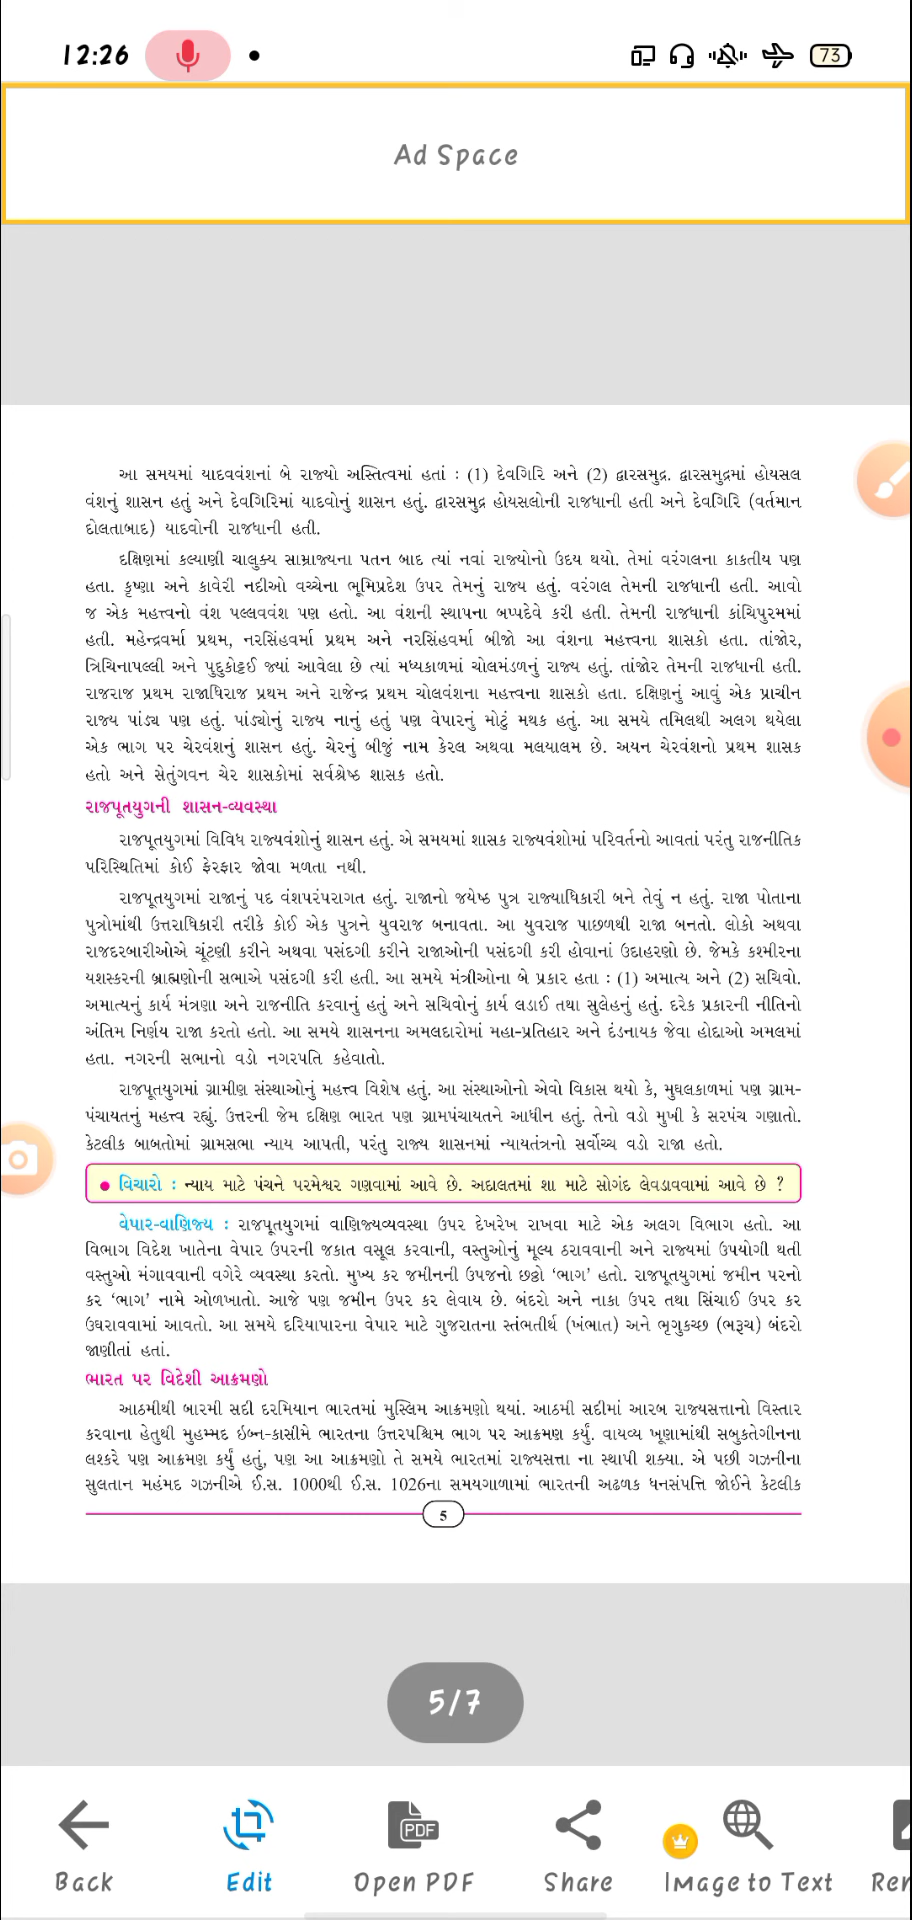 12:26
73
Ad Space
આ સમયમાં યાદવવંશનાં બે રાજ્યો અસ્તિત્વમાં હતાં : (1) દેવગિરિ અને (2) દ્વારસમુદ્ર. દ્વારસમુદ્રમાં હોયસલ
વંશનું શાસન હતું અને દેવગિરિમાં યાદવોનું શાસન હતું. દ્વારસમુદ્ર હોયસલોની રાજધાની હતી અને દેવગિરિ (વર્તમાન
દોલતાબાદ) યાદવોની રાજધાની હતી.
દક્ષિણમાં કલ્યાણી ચાલુક્ય સામ્રાજ્યના પતન બાદ ત્યાં નવાં રાજ્યોનો ઉદય થયો. તેમાં વરંગલના કાકતીય પણ
હતા. કૃષ્ણા અને કાવેરી નદીઓ વચ્ચેના ભૂમિપ્રદેશ ઉપર તેમનું રાજ્ય હતું. વરંગલ તેમની રાજધાની હતી. આવો
જ એક મહત્ત્વનો વંશ પલ્લવવંશ પણ હતો. આ વંશની સ્થાપના બપ્પદેવે કરી હતી. તેમની રાજધાની કાંચિપુરમમાં
હતી. મહેન્દ્રવર્મા પ્રથમ, નરસિંહવર્મા પ્રથમ અને નરસિંહવર્મા બીજો આ વંશના મહત્ત્વના શાસકો હતા. તાંજોર,
ત્રિચિનાપલ્લી અને પુદુકોટ્ટઈ જ્યાં આવેલા છે ત્યાં મધ્યકાળમાં ચોલમંડળનું રાજ્ય હતું. તાંજોર તેમની રાજધાની હતી.
રાજરાજ પ્રથમ રાજાધિરાજ પ્રથમ અને રાજેન્દ્ર પ્રથમ ચોલવંશના મહત્ત્વના શાસકો હતા. દક્ષિણનું આવું એક પ્રાચીન
રાજ્ય પાંડ્ય પણ હતું. પાંડ્યોનું રાજ્ય નાનું હતું પણ વેપારનું મોટું મથક હતું. આ સમયે તમિલથી અલગ થયેલા
એક ભાગ પર ચેરવંશનું શાસન હતું. ચેરનું બીજું નામ કેરલ અથવા મલયાલમ છે. અયન ચેરવંશનો પ્રથમ શાસક
હતો અને સેતુંગવન ચેર શાસકોમાં સર્વશ્રેષ્ઠ શાસક હતો.
રાજપૂતયુગની શાસન-વ્યવસ્થા
રાજપૂતયુગમાં વિવિધ રાજ્યવંશોનું શાસન હતું. એ સમયમાં શાસક રાજ્યવંશોમાં પરિવર્તનો આવતાં પરંતુ રાજનીતિક
પરિસ્થિતિમાં કોઈ ફેરફાર જોવા મળતા નથી.
રાજપૂતયુગમાં રાજાનું પદ વંશપરંપરાગત હતું. રાજાનો જયેષ્ઠ પુત્ર રાજ્યાધિકારી બને તેવું ન હતું. રાજા પોતાના
પુત્રોમાંથી ઉત્તરાધિકારી તરીકે કોઈ એક પુત્રને યુવરાજ બનાવતા. આ યુવરાજ પાછળથી રાજા બનતો. લોકો અથવા
રાજદરબારીઓએ ચૂંટણી કરીને અથવા પસંદગી કરીને રાજાઓની પસંદગી કરી હોવાનાં ઉદાહરણો છે. જેમકે કશ્મીરના
યશસ્કરની બ્રાહ્મણોની સભાએ પસંદગી કરી હતી. આ સમયે મંત્રીઓના બે પ્રકાર હતા : (1) અમાત્ય અને (2) સચિવો.
અમાત્યનું કાર્ય મંત્રણા અને રાજનીતિ કરવાનું હતું અને સચિવોનું કાર્ય લડાઈ તથા સુલેહનું હતું. દરેક પ્રકારની નીતિનો
અંતિમ નિર્ણય રાજા કરતો હતો. આ સમયે શાસનના અમલદારોમાં મહા-પ્રતિહાર અને દંડનાયક જેવા હોદ્દાઓ અમલમાં
હતા. નગરની સભાનો વડો નગરપતિ કહેવાતો.
રાજપૂતયુગમાં ગ્રામીણ સંસ્થાઓનું મહત્ત્વ વિશેષ હતું. આ સંસ્થાઓનો એવો વિકાસ થયો કે, મુઘલકાળમાં પણ ગ્રામ-
પંચાયતનું મહત્ત્વ રહ્યું. ઉત્તરની જેમ દક્ષિણ ભારત પણ ગ્રામપંચાયતને આધીન હતું. તેનો વડો મુખી કે સરપંચ ગણાતો.
કેટલીક બાબતોમાં ગ્રામસભા ન્યાય આપતી, પરંતુ રાજ્ય શાસનમાં ન્યાયતંત્રનો સર્વોચ્ચ વડો રાજા હતો.
• વિચારો : ન્યાય માટે પંચને પરમેશ્વર ગણવામાં આવે છે. અદાલતમાં શા માટે સોગંદ લેવડાવવામાં આવે છે ?
વેપાર-વાણિજ્ય : રાજપૂતયુગમાં વાણિજ્યવ્યવસ્થા ઉપર દેખરેખ રાખવા માટે એક અલગ વિભાગ હતો. આ
વિભાગ વિદેશ ખાતેના વેપાર ઉપરની જકાત વસૂલ કરવાની, વસ્તુઓનું મૂલ્ય ઠરાવવાની અને રાજ્યમાં ઉપયોગી થતી
વસ્તુઓ મંગાવવાની વગેરે વ્યવસ્થા કરતો. મુખ્ય કર જમીનની ઉપજનો છઠ્ઠો ‘ભાગ’ હતો. રાજપૂતયુગમાં જમીન પરનો
કર ‘ભાગ’ નામે ઓળખાતો. આજે પણ જમીન ઉપર કર લેવાય છે. બંદરો અને નાકા ઉપર તથા સિંચાઈ ઉપર કર
ઉઘરાવવામાં આવતો. આ સમયે દરિયાપારના વેપાર માટે ગુજરાતના સ્તંભતીર્થ (ખંભાત) અને ભૃગુકચ્છ (ભરૂચ) બંદરો
જાણીતાં હતાં.
ભારત પર વિદેશી આક્રમણો
આઠમીથી બારમી સદી દરમિયાન ભારતમાં મુસ્લિમ આક્રમણો થયાં. આઠમી સદીમાં આરબ રાજ્યસત્તાનો વિસ્તાર
કરવાના હેતુથી મુહમ્મદ ઇબ્ન-કાસીમે ભારતના ઉત્તરપશ્ચિમ ભાગ પર આક્રમણ કર્યું. વાયવ્ય ખૂણામાંથી સબુકતેગીનના
લશ્કરે પણ આક્રમણ કર્યું હતું, પણ આ આક્રમણો તે સમયે ભારતમાં રાજ્યસત્તા ના સ્થાપી શક્યા. એ પછી ગઝનીના
સુલતાન મહંમદ ગઝનીએ ઈ.સ. 1000થી ઈ.સ. 1026ના સમયગાળામાં ભારતની અઢળક ધનસંપત્તિ જોઈને કેટલીક
5
5/7
Back
Edit
Open PDF
Share
Image to Text
Rer